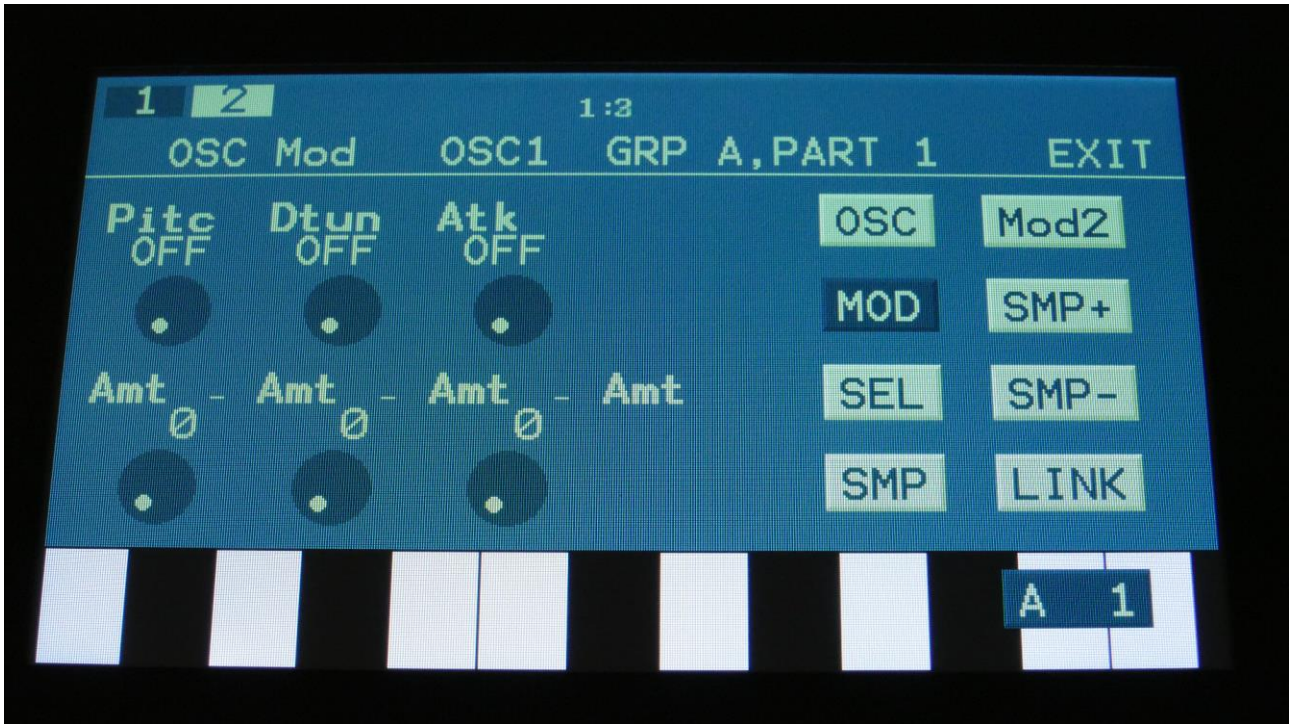 1 2 1:3
OSC Mod OSC1 GRP A,PART 1 EXIT
Pitc Dtun Atk OSC Mod2
OFF OFF OFF
MOD SMP+
Amt - Amt - Amt - Amt SEL SMP-
0 0 0
SMP LINK
A 1